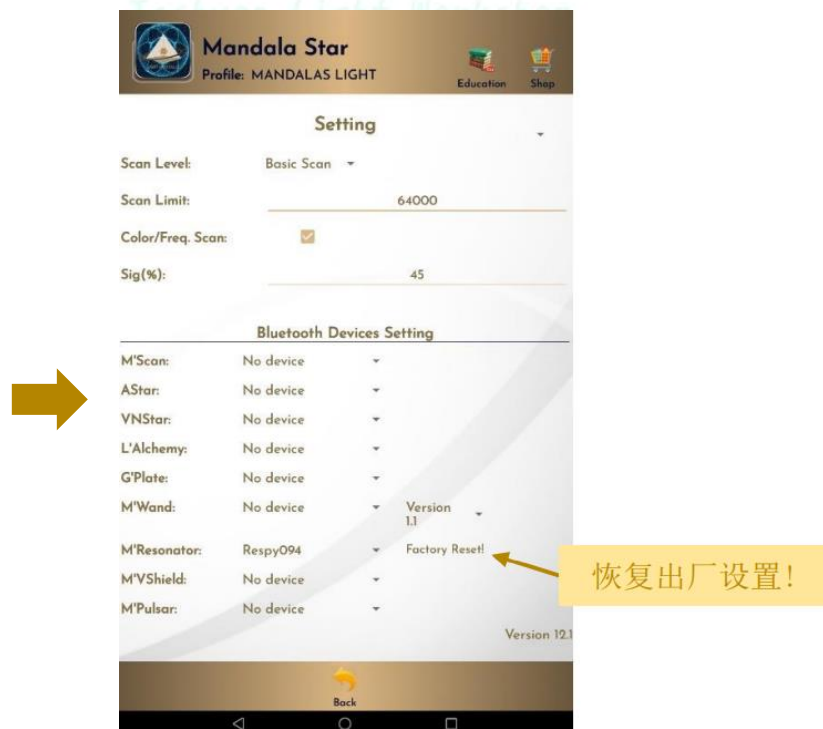 Mandala Star
Profile: MANDALAS LIGHT
Education
Shop
Setting
Scan Level: Basic Scan
Scan Limit: 64000
Color/Freq. Scan:
Sig(%): 45
Bluetooth Devices Setting
M'Scan: No device
AStar: No device
VNStar: No device
L'Alchemy: No device
G'Plate: No device
M'Wand: No device Version
1.1
M'Resonator: Respy094 Factory Reset!
恢复出厂设置!
M'VShield: No device
M'Pulsar: No device
Version 12.1
Back